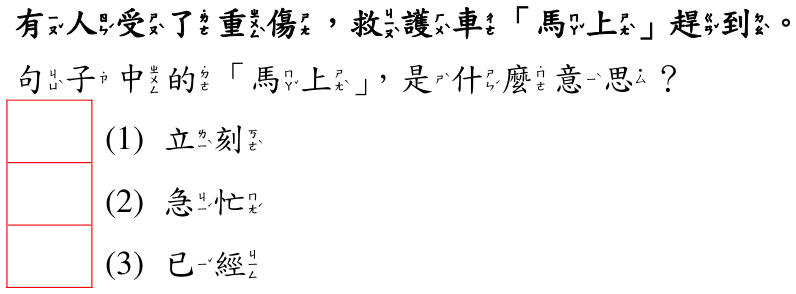 有人受了重傷，救護車「馬上」趕到。
句子中的「馬上」，是什麼意思？
(1) 立刻
(2) 急忙
(3) 已經